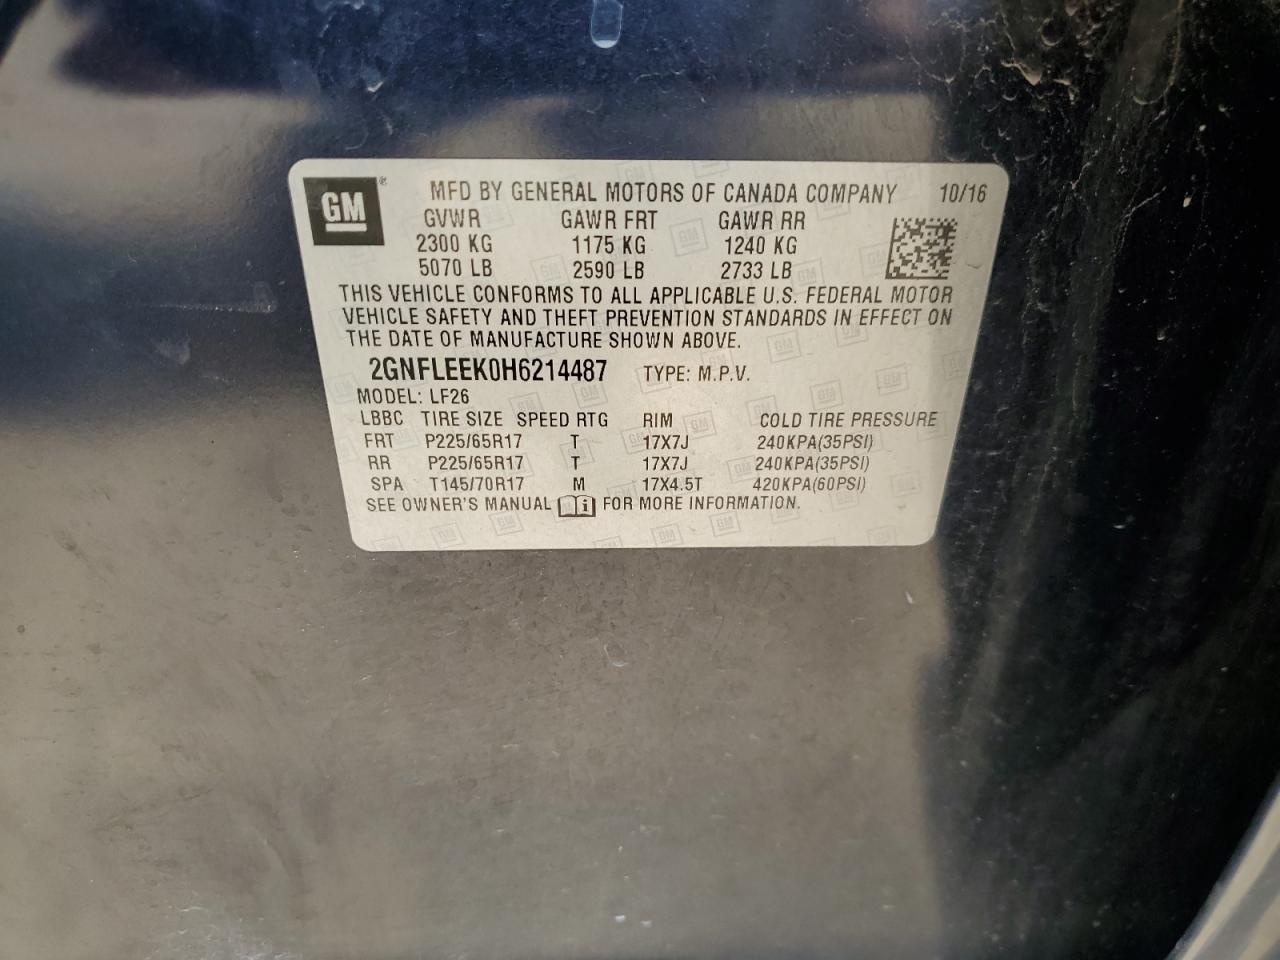 GM® MFD BY GENERAL MOTORS OF CANADA COMPANY 10/16
GVWR GAWR FRT GAWR RR
2300 KG 1175 KG 1240 KG
5070 LB 2590 LB 2733 LB
THIS VEHICLE CONFORMS TO ALL APPLICABLE U.S. FEDERAL MOTOR
VEHICLE SAFETY AND THEFT PREVENTION STANDARDS IN EFFECT ON
THE DATE OF MANUFACTURE SHOWN ABOVE.
2GNFLEEK0H6214487 TYPE: M.P.V.
MODEL: LF26
LBBC TIRE SIZE SPEED RTG RIM COLD TIRE PRESSURE
FRT P225/65R17 T 17X7J 240KPA(35PSI)
RR P225/65R17 T 17X7J 240KPA(35PSI)
SPA T145/70R17 M 17X4.5T 420KPA(60PSI)
SEE OWNER'S MANUAL i FOR MORE INFORMATION.